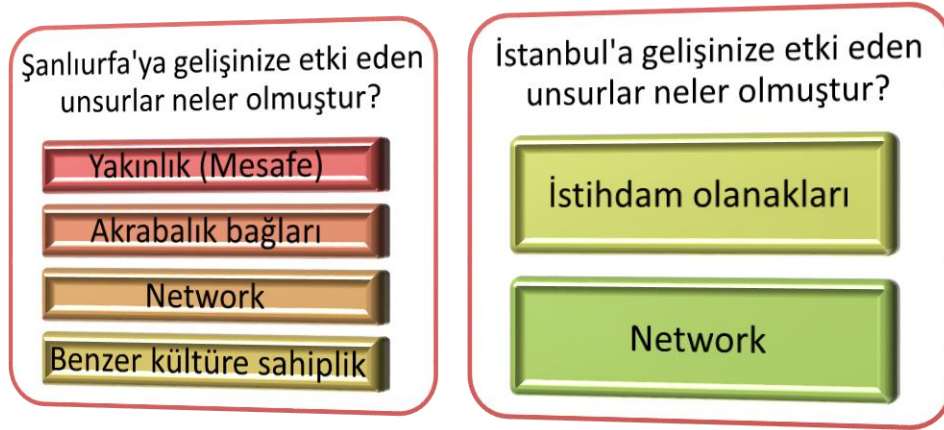 Şanlıurfa'ya gelişinize etki eden
unsurlar neler olmuştur?
Yakınlık (Mesafe)
Akrabalık bağları
Network
Benzer kültüre sahiplik
İstanbul'a gelişinize etki eden
unsurlar neler olmuştur?
İstihdam olanakları
Network